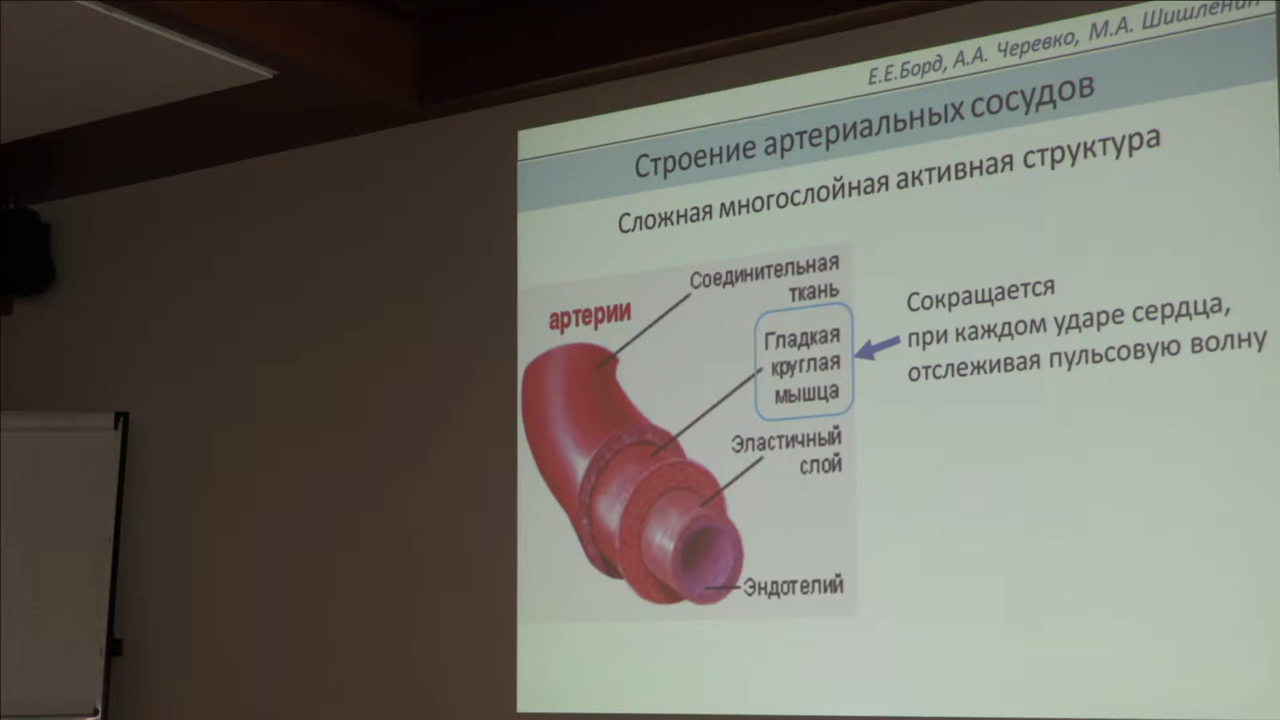 Е.Е.Борд, А.А. Черевко, М.А. Шишленин
Строение артериальных сосудов
Сложная многослойная активная структура
артерии
Соединительная
ткань
Гладкая
круглая
мышца
Эластичный
слой
Эндотелий
Сокращается
при каждом ударе сердца,
отслеживая пульсовую волну